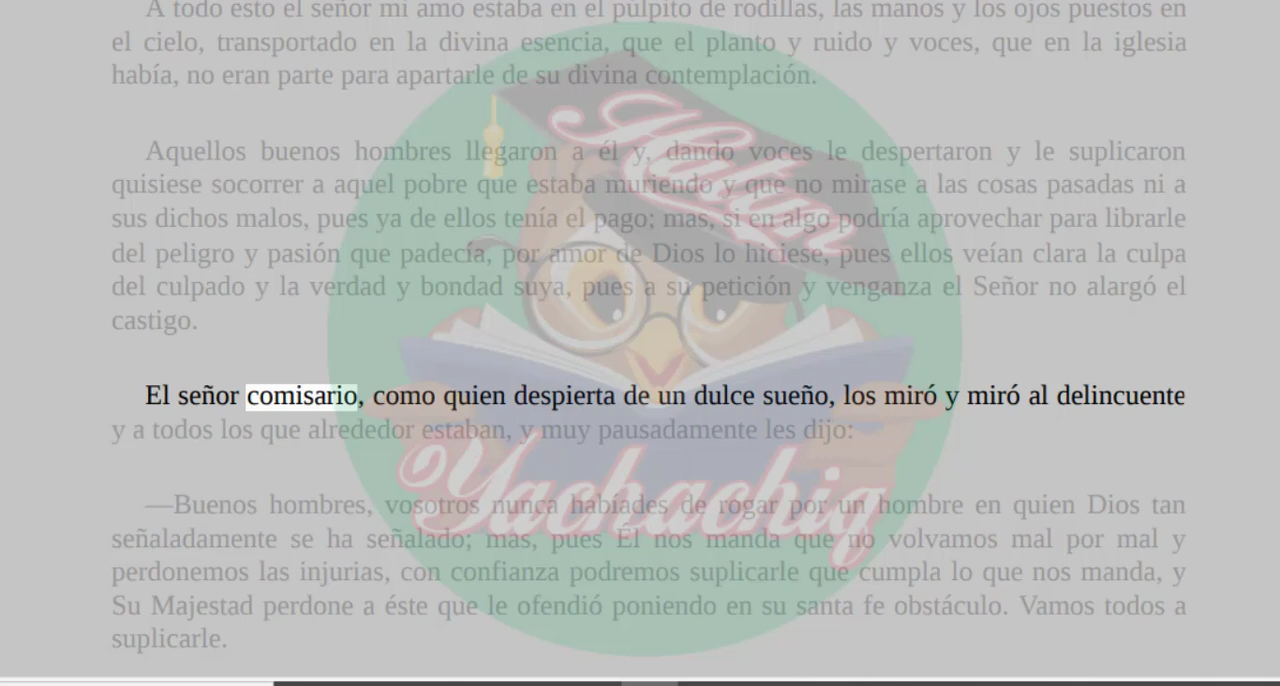 A todo esto el señor mi amo estaba en el púlpito de rodillas, las manos y los ojos puestos en
el cielo, transportado en la divina esencia, que el planto y ruido y voces, que en la iglesia
había, no eran parte para apartarle de su divina contemplación.
Aquellos buenos hombres llegaron a él y, dando voces le despertaron y le suplicaron
quisiese socorrer a aquel pobre que estaba muriendo y que no mirase a las cosas pasadas ni a
sus dichos malos, pues ya de ellos tenía el pago; mas, si en algo podría aprovechar para librarle
del peligro y pasión que padecía, por amor de Dios lo hiciese, pues ellos veían clara la culpa
del culpado y la verdad y bondad suya, pues a su petición y venganza el Señor no alargó el
castigo.
El señor comisario, como quien despierta de un dulce sueño, los miró y miró al delincuente
y a todos los que alrededor estaban, y muy pausadamente les dijo:
—Buenos hombres, vosotros nunca habíades de rogar por un hombre en quien Dios tan
señaladamente se ha señalado; mas, pues Él nos manda que no volvamos mal por mal y
perdonemos las injurias, con confianza podremos suplicarle que cumpla lo que nos manda, y
Su Majestad perdone a éste que le ofendió poniendo en su santa fe obstáculo. Vamos todos a
suplicarle.
Yachachiq